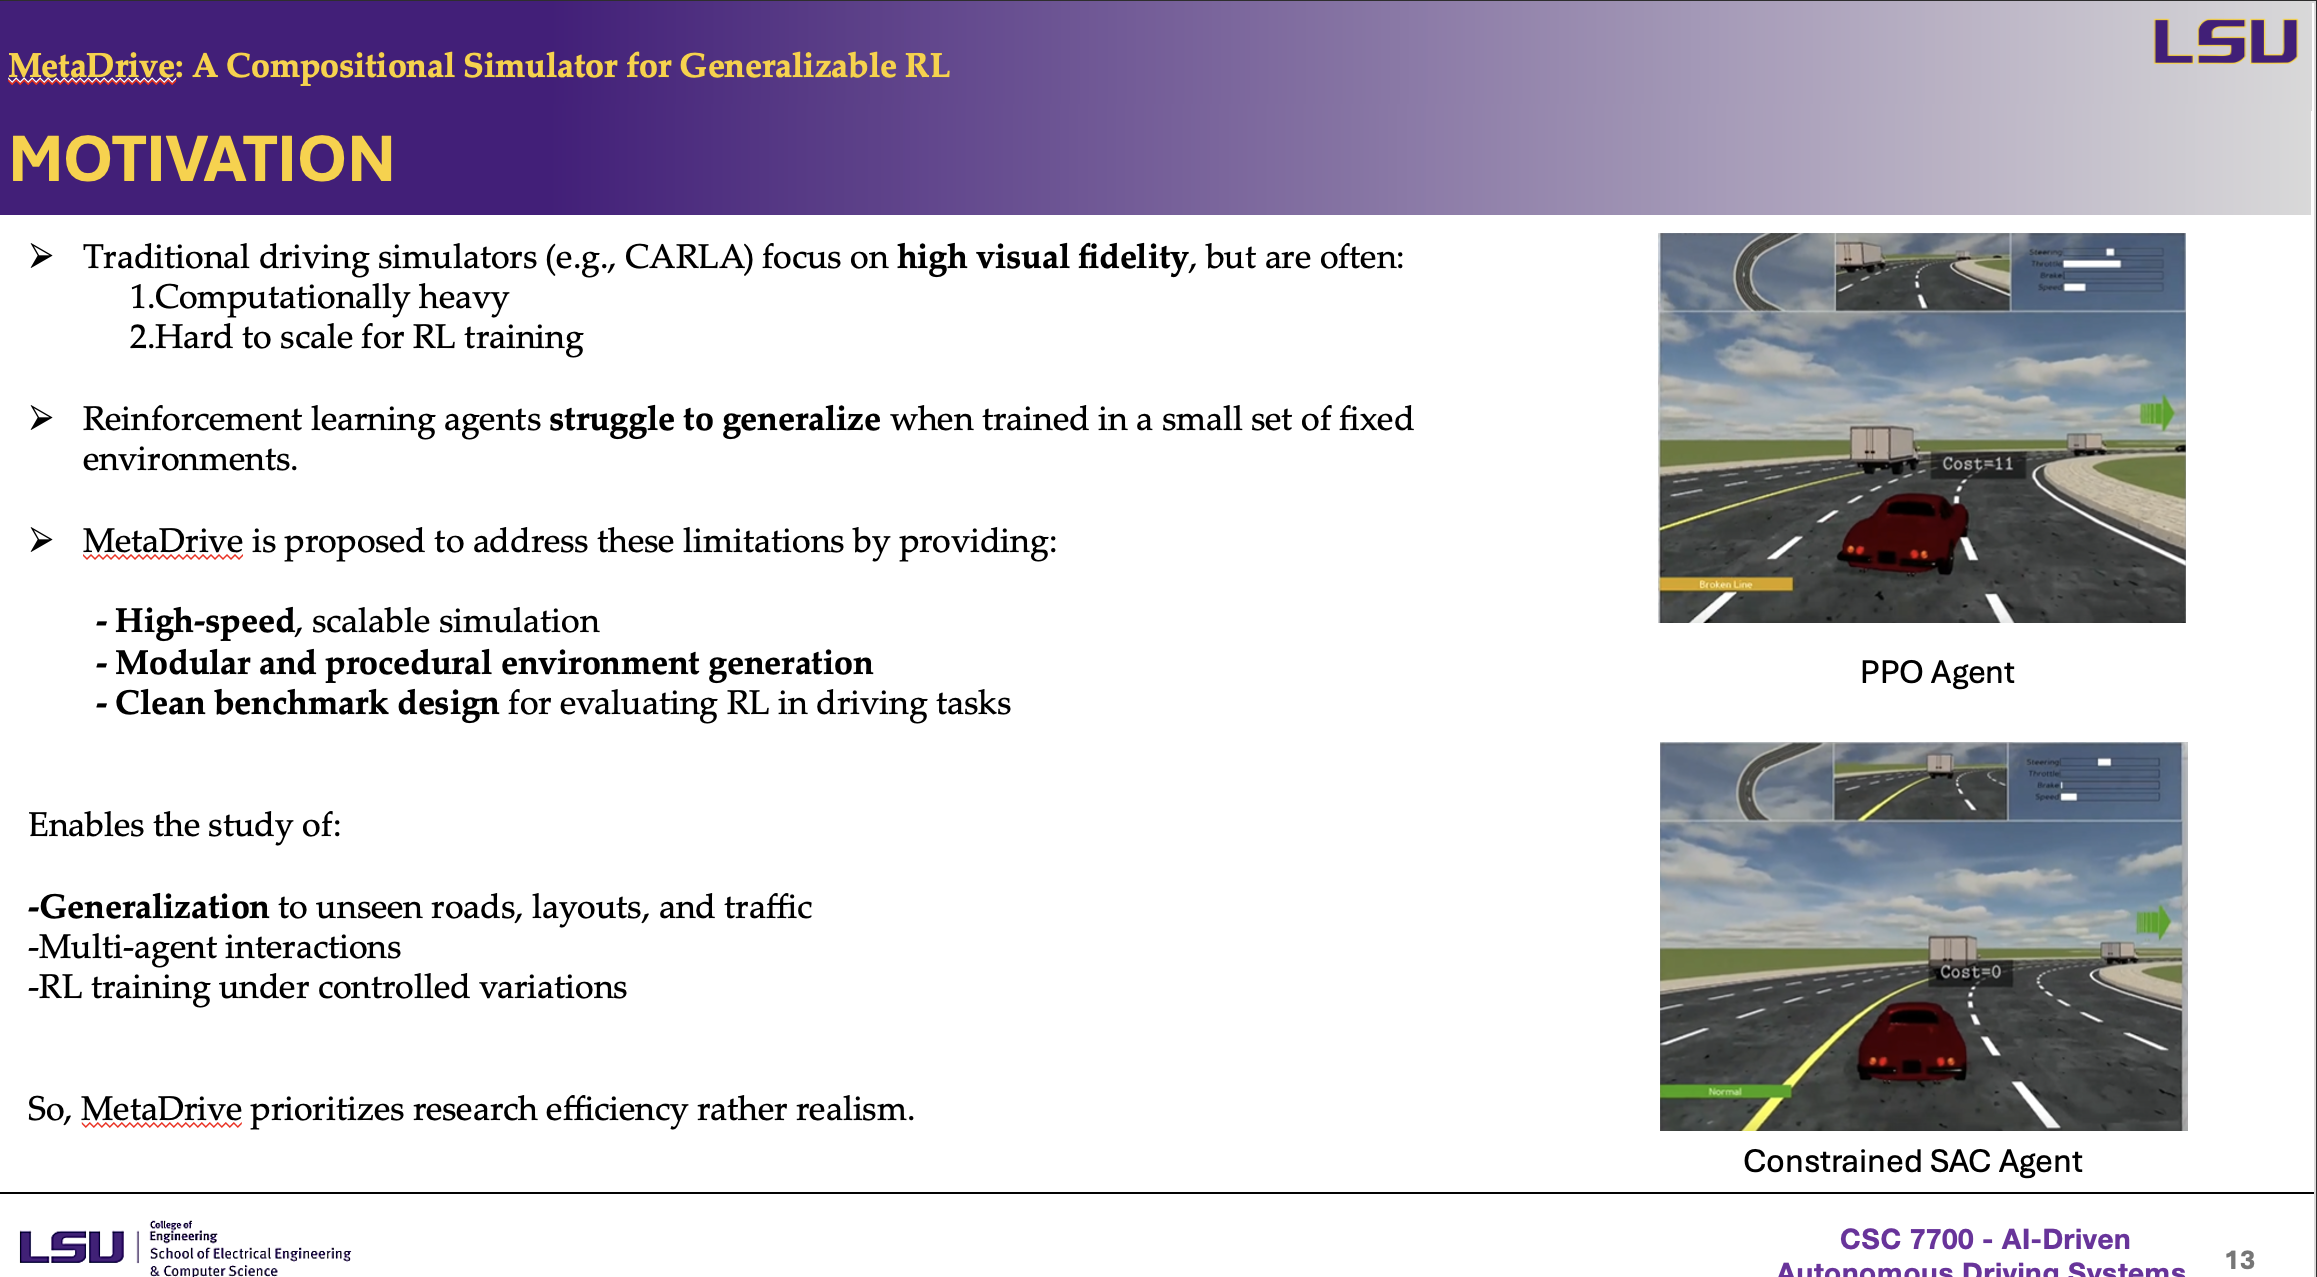 MetaDrive: A Compositional Simulator for Generalizable RL
LSU
MOTIVATION
➢ Traditional driving simulators (e.g., CARLA) focus on high visual fidelity, but are often:
1.Computationally heavy
2.Hard to scale for RL training
➢ Reinforcement learning agents struggle to generalize when trained in a small set of fixed
environments.
➢ MetaDrive is proposed to address these limitations by providing:
- High-speed, scalable simulation
- Modular and procedural environment generation
- Clean benchmark design for evaluating RL in driving tasks
Enables the study of:
-Generalization to unseen roads, layouts, and traffic
-Multi-agent interactions
-RL training under controlled variations
So, MetaDrive prioritizes research efficiency rather realism.
Steering
Throttle
Brake
Speed
Cost=11
Broken Line
PPO Agent
Steering
Throttle
Brake
Speed
Cost=0
Normal
Constrained SAC Agent
LSU
College of
Engineering
School of Electrical Engineering
& Computer Science
CSC 7700 - AI-Driven
Autonomous Driving Systems
13